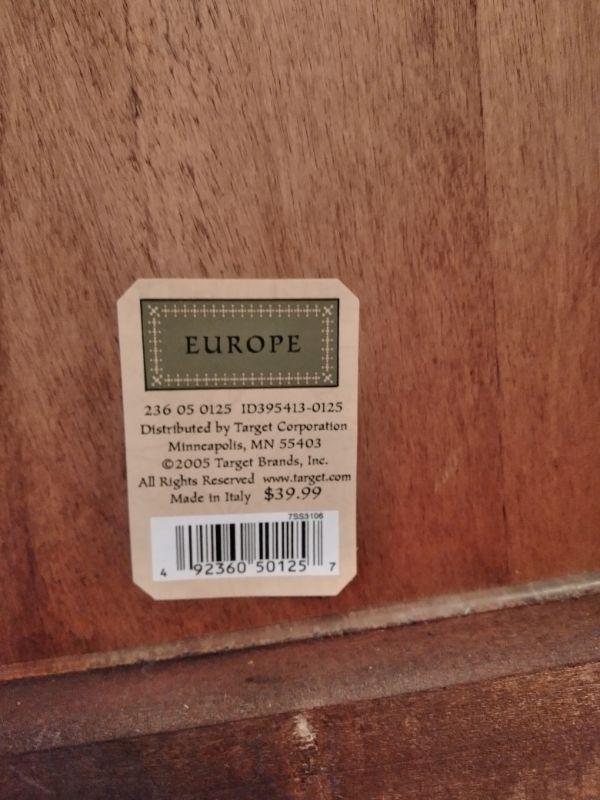 EUROPE
236 05 0125 ID395413-0125
Distributed by Target Corporation
Minneapolis, MN 55403
©2005 Target Brands, Inc.
All Rights Reserved www.target.com
Made in Italy $39.99
7SS3106
4 92360 50125 7